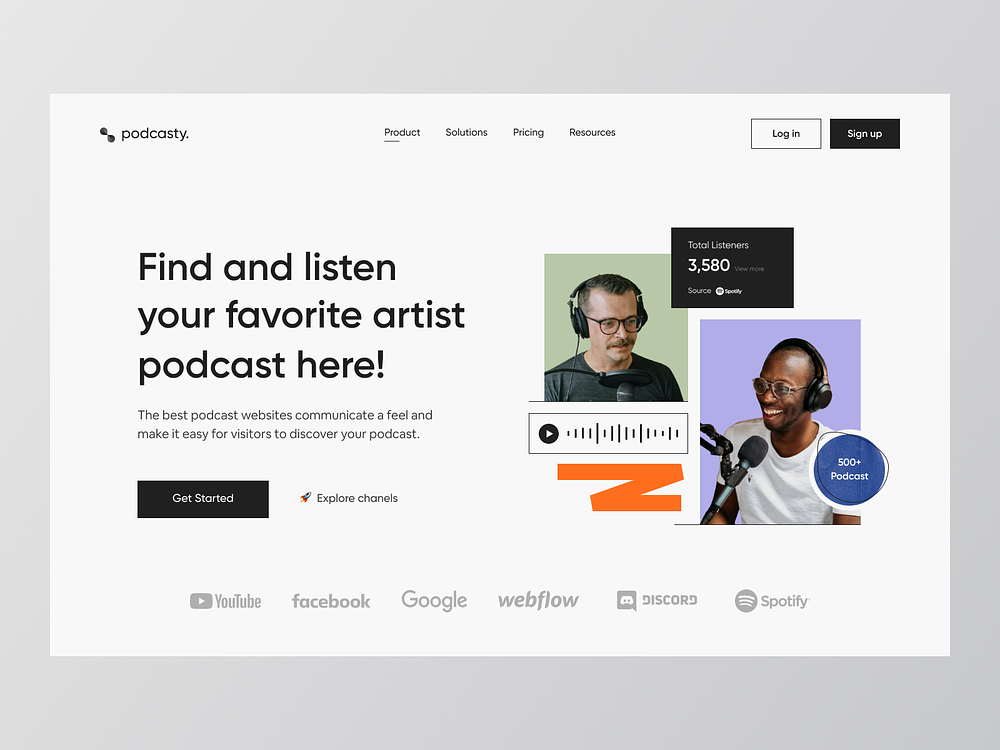 podcasty.
Product
Solutions
Pricing
Resources
Log in
Sign up
Find and listen
your favorite artist
podcast here!
The best podcast websites communicate a feel and
make it easy for visitors to discover your podcast.
Get Started
Explore chanels
Total Listeners
3,580 View more
Source Spotify
500+
Podcast
YouTube
facebook
Google
webflow
DISCORD
Spotify